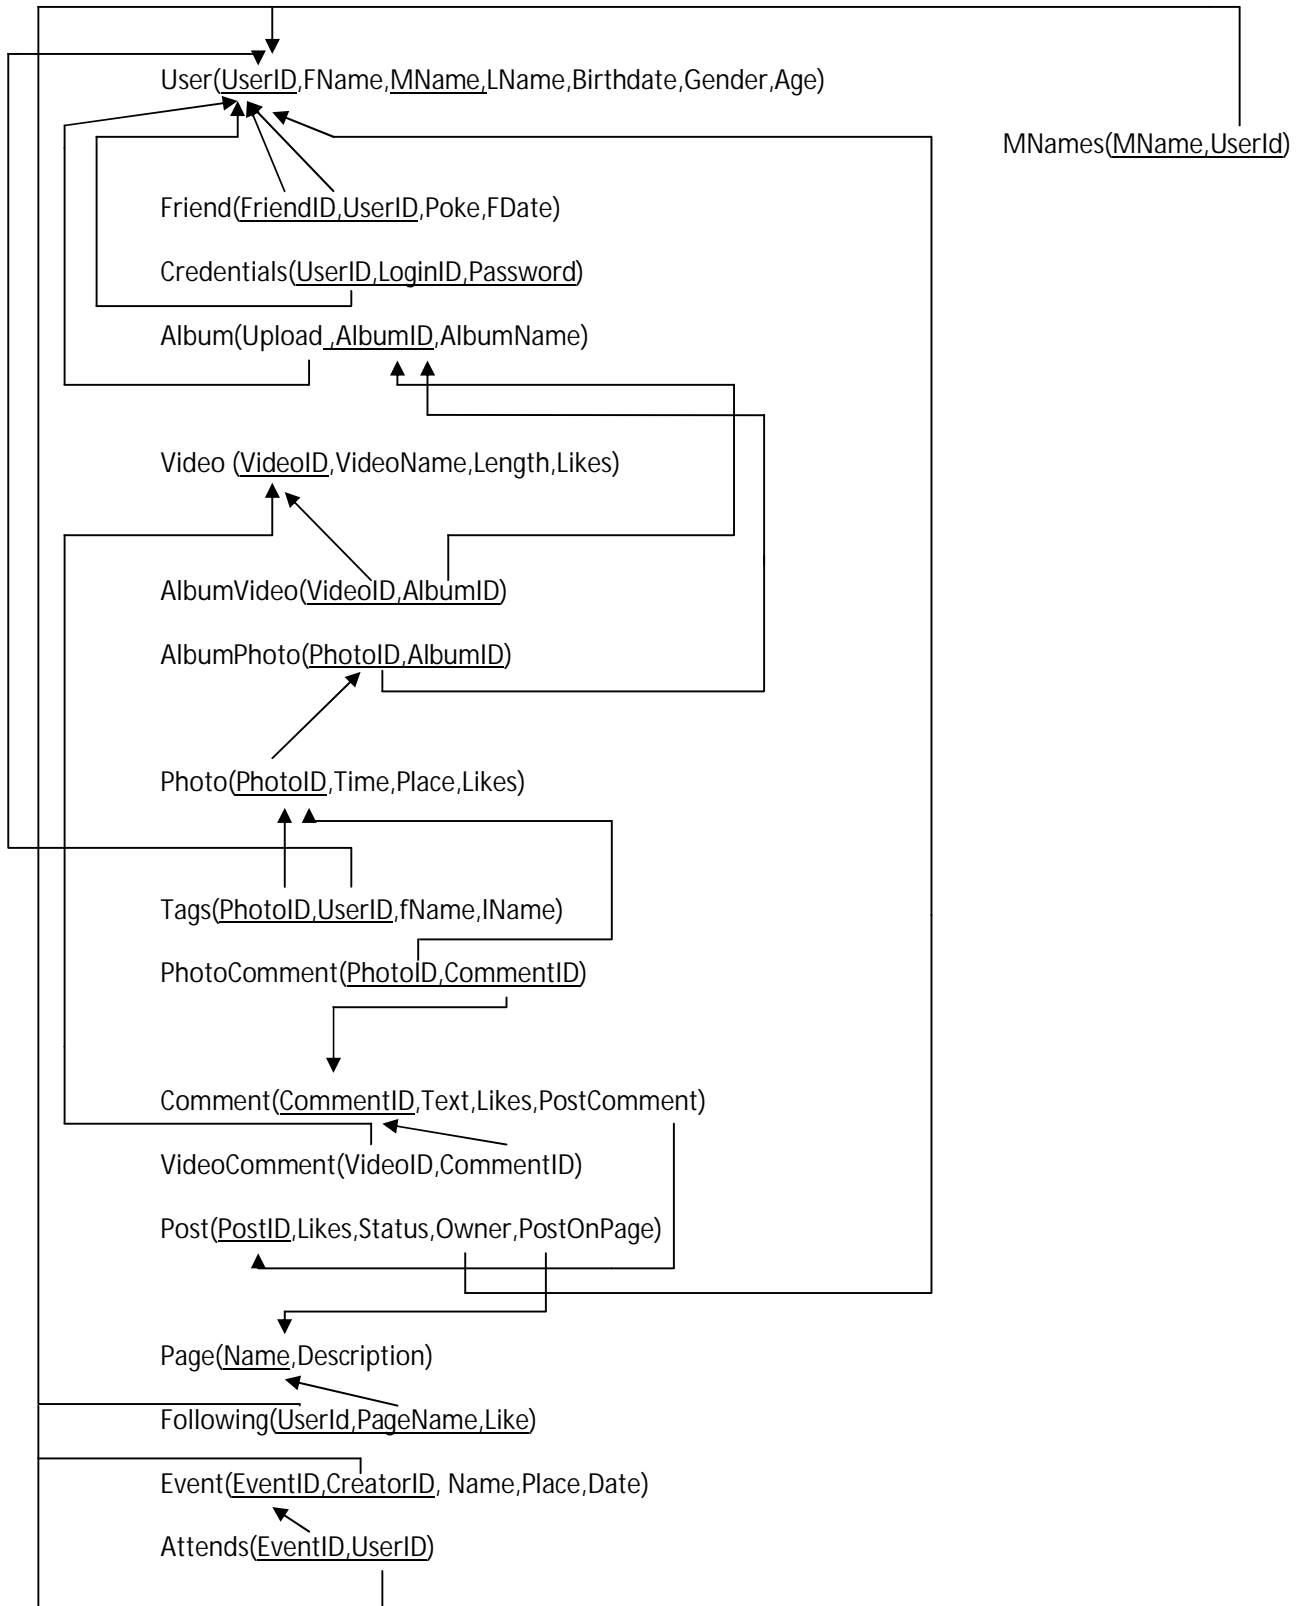 User(UserID,FName,MName,LName,Birthdate,Gender,Age)
MNames(MName,UserId)
Friend(FriendID,UserID,Poke,FDate)
Credentials(UserID,LoginID,Password)
Album(Upload ,AlbumID,AlbumName)
Video (VideoID,VideoName,Length,Likes)
AlbumVideo(VideoID,AlbumID)
AlbumPhoto(PhotoID,AlbumID)
Photo(PhotoID,Time,Place,Likes)
Tags(PhotoID,UserID,fName,lName)
PhotoComment(PhotoID,CommentID)
Comment(CommentID,Text,Likes,PostComment)
VideoComment(VideoID,CommentID)
Post(PostID,Likes,Status,Owner,PostOnPage)
Page(Name,Description)
Following(UserId,PageName,Like)
Event(EventID,CreatorID, Name,Place,Date)
Attends(EventID,UserID)